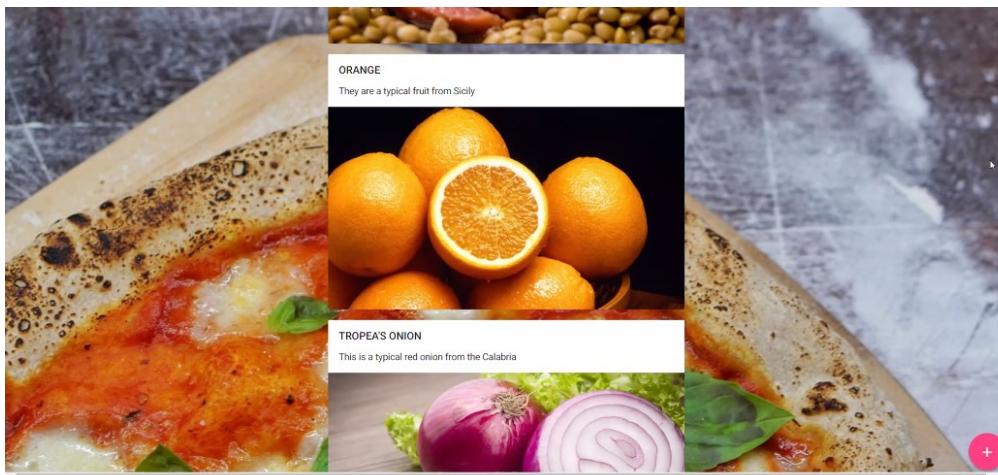 ORANGE
They are a typical fruit from Sicily
TROPEA'S ONION
This is a typical red onion from the Calabria
+